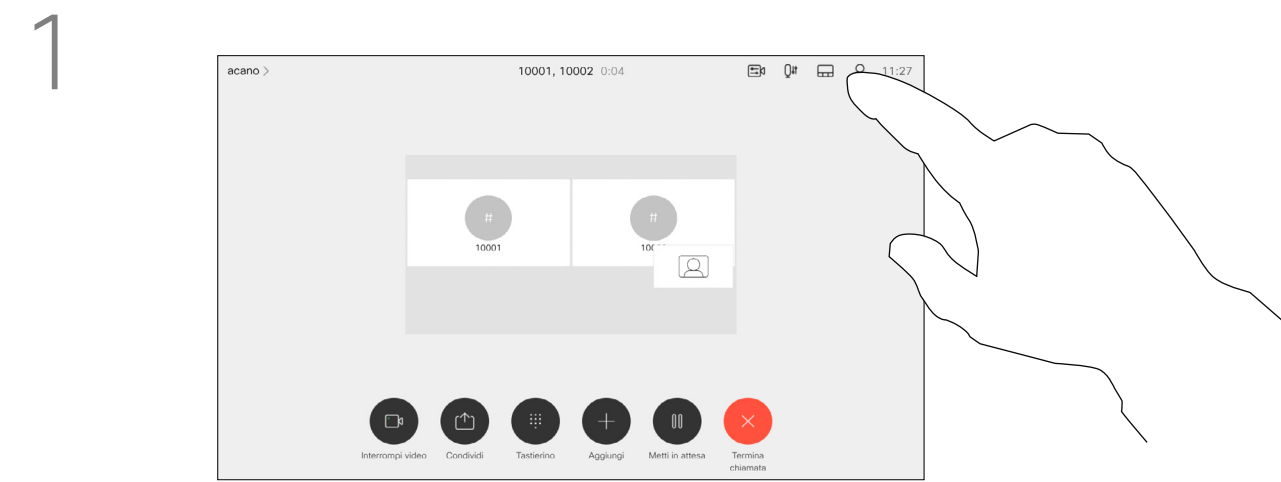 1
acano >
10001, 10002 0:04
11:27
#
#
10001
Interrompi video
Condividi
Tastierino
Aggiungi
Metti in attesa
Termina
chiamata